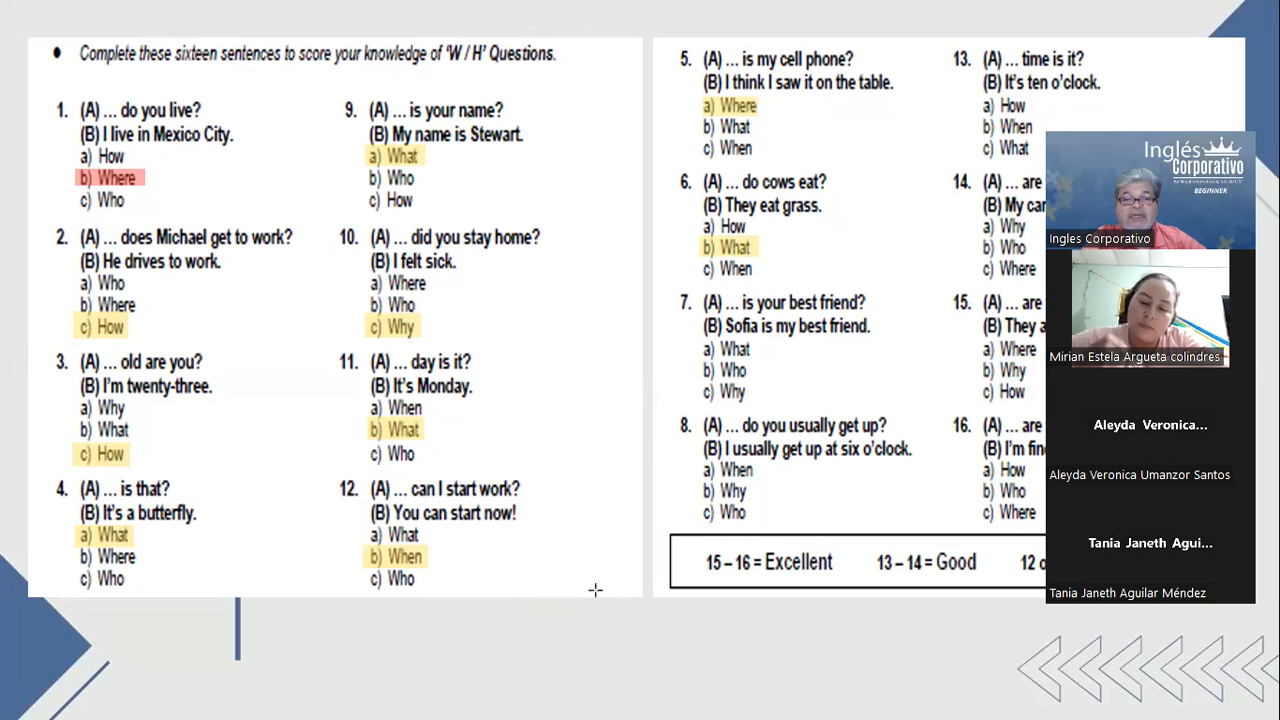 • Complete these sixteen sentences to score your knowledge of 'W / H' Questions.
1. (A) ... do you live?
(B) I live in Mexico City.
a) How
b) Where
c) Who
2. (A) ... does Michael get to work?
(B) He drives to work.
a) Who
b) Where
c) How
3. (A) ... old are you?
(B) I'm twenty-three.
a) Why
b) What
c) How
4. (A) ... is that?
(B) It's a butterfly.
a) What
b) Where
c) Who
9. (A) ... is your name?
(B) My name is Stewart.
a) What
b) Who
c) How
10. (A) ... did you stay home?
(B) I felt sick.
a) Where
b) Who
c) Why
11. (A) ... day is it?
(B) It's Monday.
a) When
b) What
c) Who
12. (A) ... can I start work?
(B) You can start now!
a) What
b) When
c) Who
5. (A) ... is my cell phone?
(B) I think I saw it on the table.
a) Where
b) What
c) When
6. (A) ... do cows eat?
(B) They eat grass.
a) How
b) What
c) When
7. (A) ... is your best friend?
(B) Sofia is my best friend.
a) What
b) Who
c) Why
8. (A) ... do you usually get up?
(B) I usually get up at six o'clock.
a) When
b) Why
c) Who
13. (A) ... time is it?
(B) It's ten o'clock.
a) How
b) When
c) What
14. (A) ... are
(B) My
a) Why
b) Who
c) Where
15. (A) ... are
(B) They
a) Where
b) Why
c) How
16. (A) ... are
(B) I'm
a) How
b) Who
c) Where
15 – 16 = Excellent 13 – 14 = Good 12
Inglés
Corporativo
BEGINNER
Ingles Corporativo
Mirian Estela Argueta colindres
Aleyda Veronica...
Aleyda Veronica Umanzor Santos
Tania Janeth Agui...
Tania Janeth Aguilar Méndez